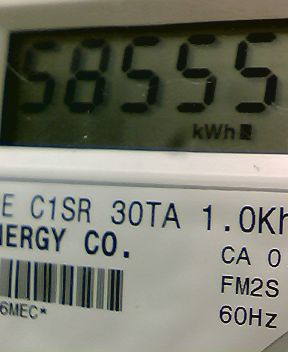 58555
kWh
E C1SR 30TA 1.0Kh
NERGY CO.
CA 0
FM2S
6MEC*
60Hz